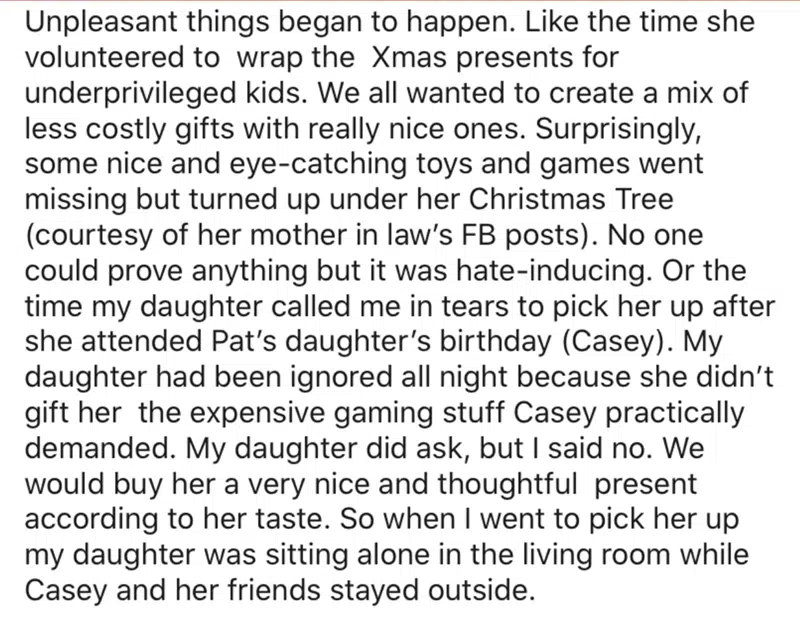 Unpleasant things began to happen. Like the time she
volunteered to  wrap the  Xmas presents for
underprivileged kids. We all wanted to create a mix of
less costly gifts with really nice ones. Surprisingly,
some nice and eye-catching toys and games went
missing but turned up under her Christmas Tree
(courtesy of her mother in law’s FB posts). No one
could prove anything but it was hate-inducing. Or the
time my daughter called me in tears to pick her up after
she attended Pat’s daughter’s birthday (Casey). My
daughter had been ignored all night because she didn’t
gift her  the expensive gaming stuff Casey practically
demanded. My daughter did ask, but I said no. We
would buy her a very nice and thoughtful  present
according to her taste. So when I went to pick her up
my daughter was sitting alone in the living room while
Casey and her friends stayed outside.